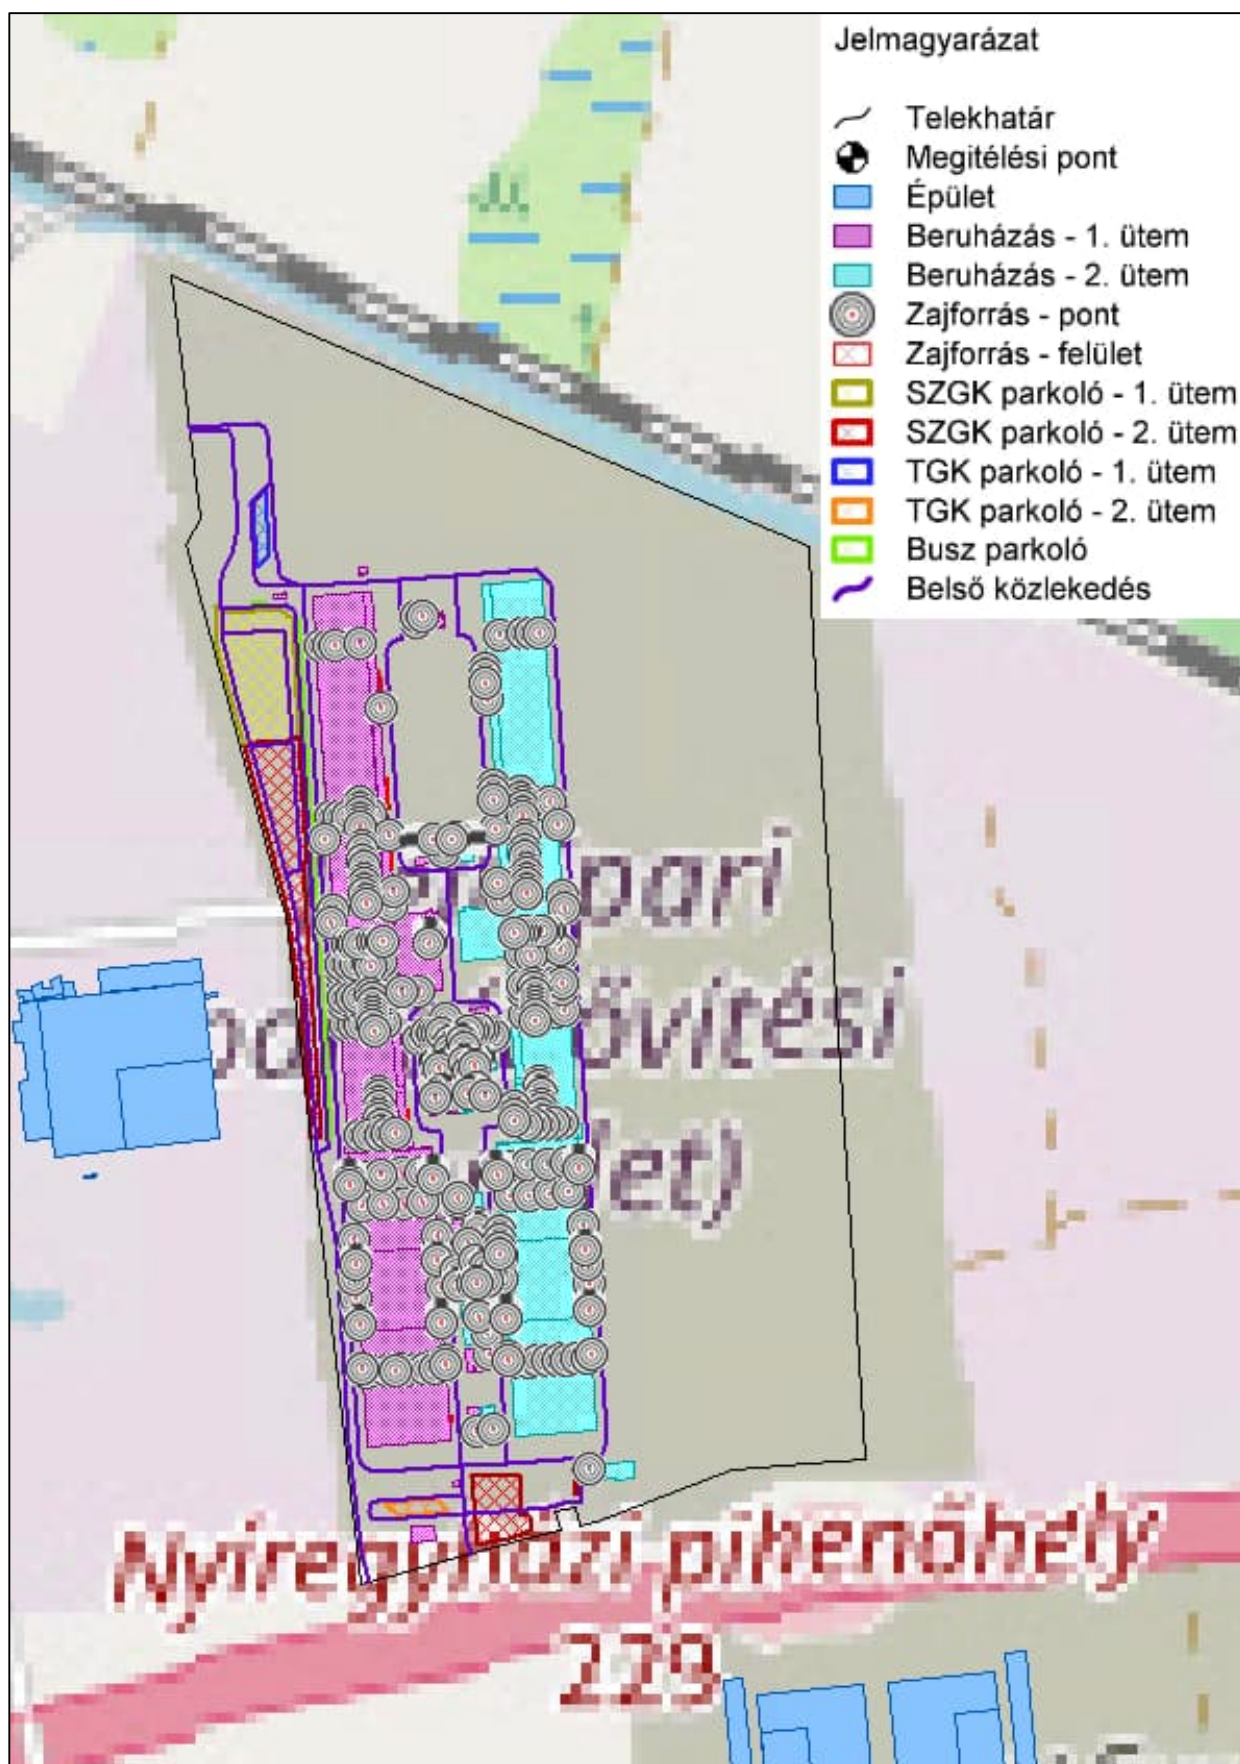 Jelmagyarázat
Telekhatár
Megitélési pont
Épület
Beruházás - 1. ütem
Beruházás - 2. ütem
Zajforrás - pont
Zajforrás - felület
SZGK parkoló - 1. ütem
SZGK parkoló - 2. ütem
TGK parkoló - 1. ütem
TGK parkoló - 2. ütem
Busz parkoló
Belső közlekedés
Nyíregyházi pihenőhely
229